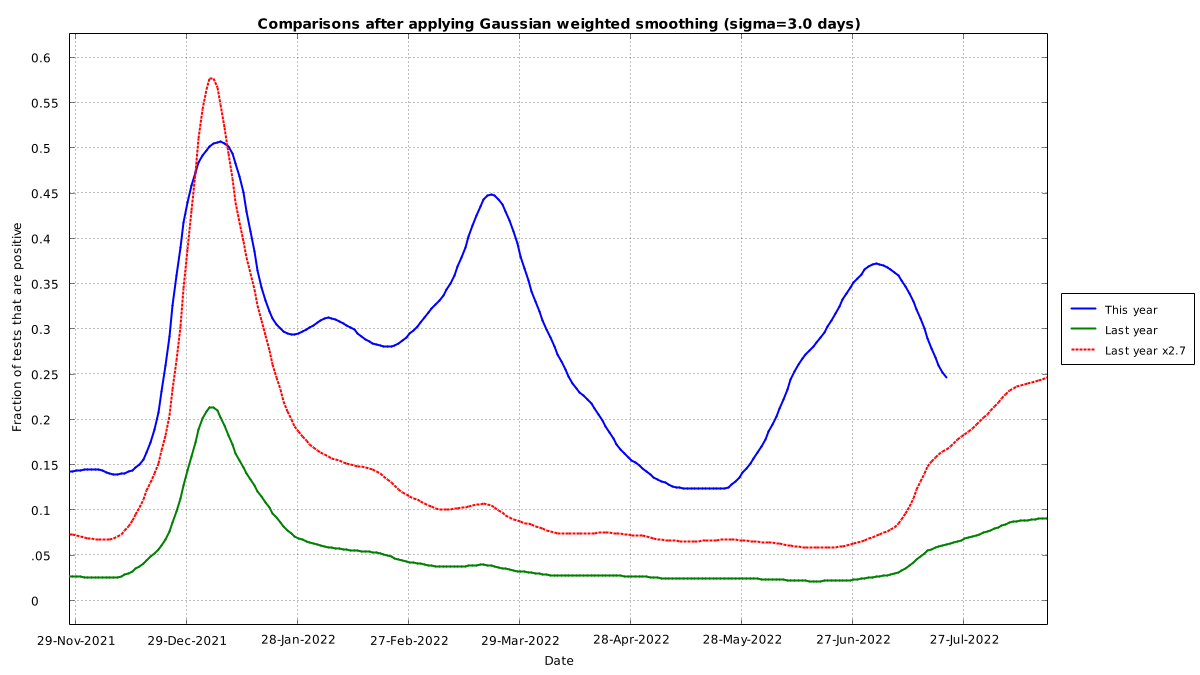 Comparisons after applying Gaussian weighted smoothing (sigma=3.0 days)
Fraction of tests that are positive
0.6
0.55
0.5
0.45
0.4
0.35
0.3
0.25
0.2
0.15
0.1
.05
0
29-Nov-2021 29-Dec-2021 28-Jan-2022 27-Feb-2022 29-Mar-2022 28-Apr-2022 28-May-2022 27-Jun-2022 27-Jul-2022
Date
This year
Last year
Last year x2.7